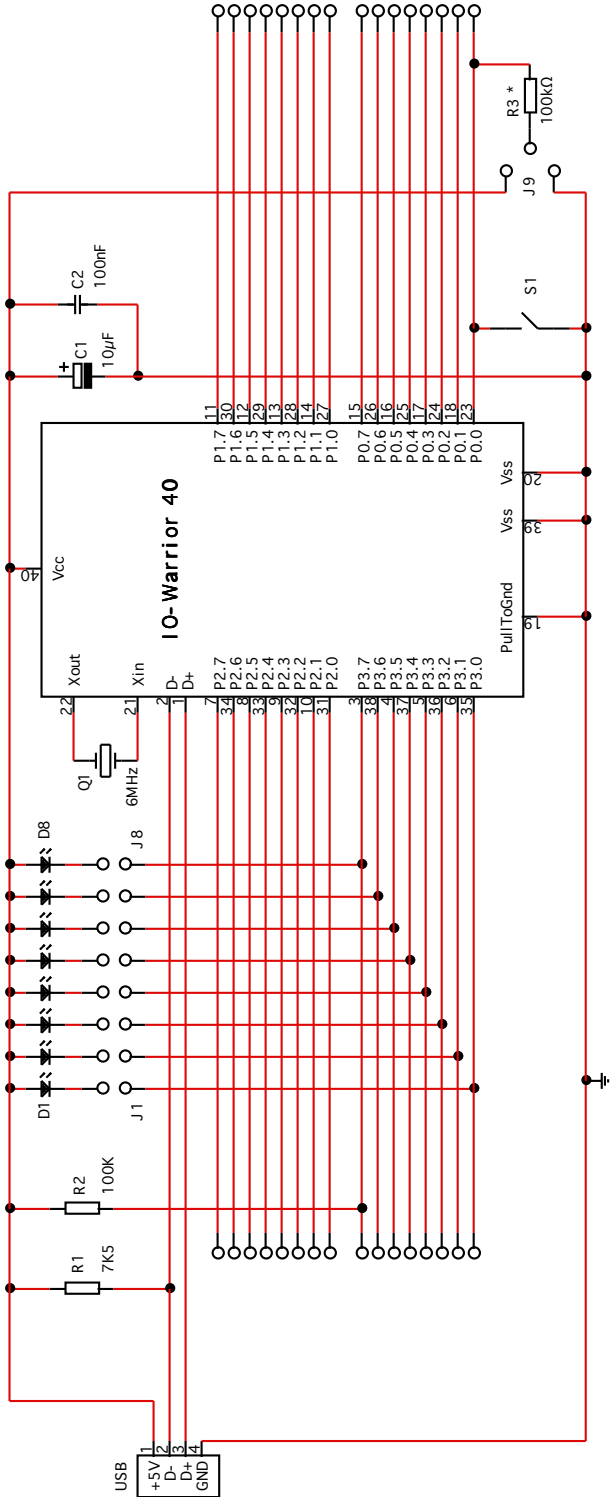 R3 *
100kΩ
J9
C2
100nF
S1
+
C1
10µF
11
30
12
29
13
28
14
27
15
26
16
25
17
24
18
23
P1.7
P1.6
P1.5
P1.4
P1.3
P1.2
P1.1
P1.0
P0.7
P0.6
P0.5
P0.4
P0.3
P0.2
P0.1
P0.0
Vss
20
Vss
39
IO-Warrior 40
Vcc
40
PullToGnd
19
Xout
22
Xin
21
D-
2
D+
1
P2.7
P2.6
P2.5
P2.4
P2.3
P2.2
P2.1
P2.0
P3.7
P3.6
P3.5
P3.4
P3.3
P3.2
P3.1
P3.0
7
34
8
33
9
32
10
31
3
38
4
37
5
36
6
35
Q1
6MHz
D8
J8
D1
J1
R2
100K
R1
7K5
USB
1
2
3
4
+5V
D-
D+
GND